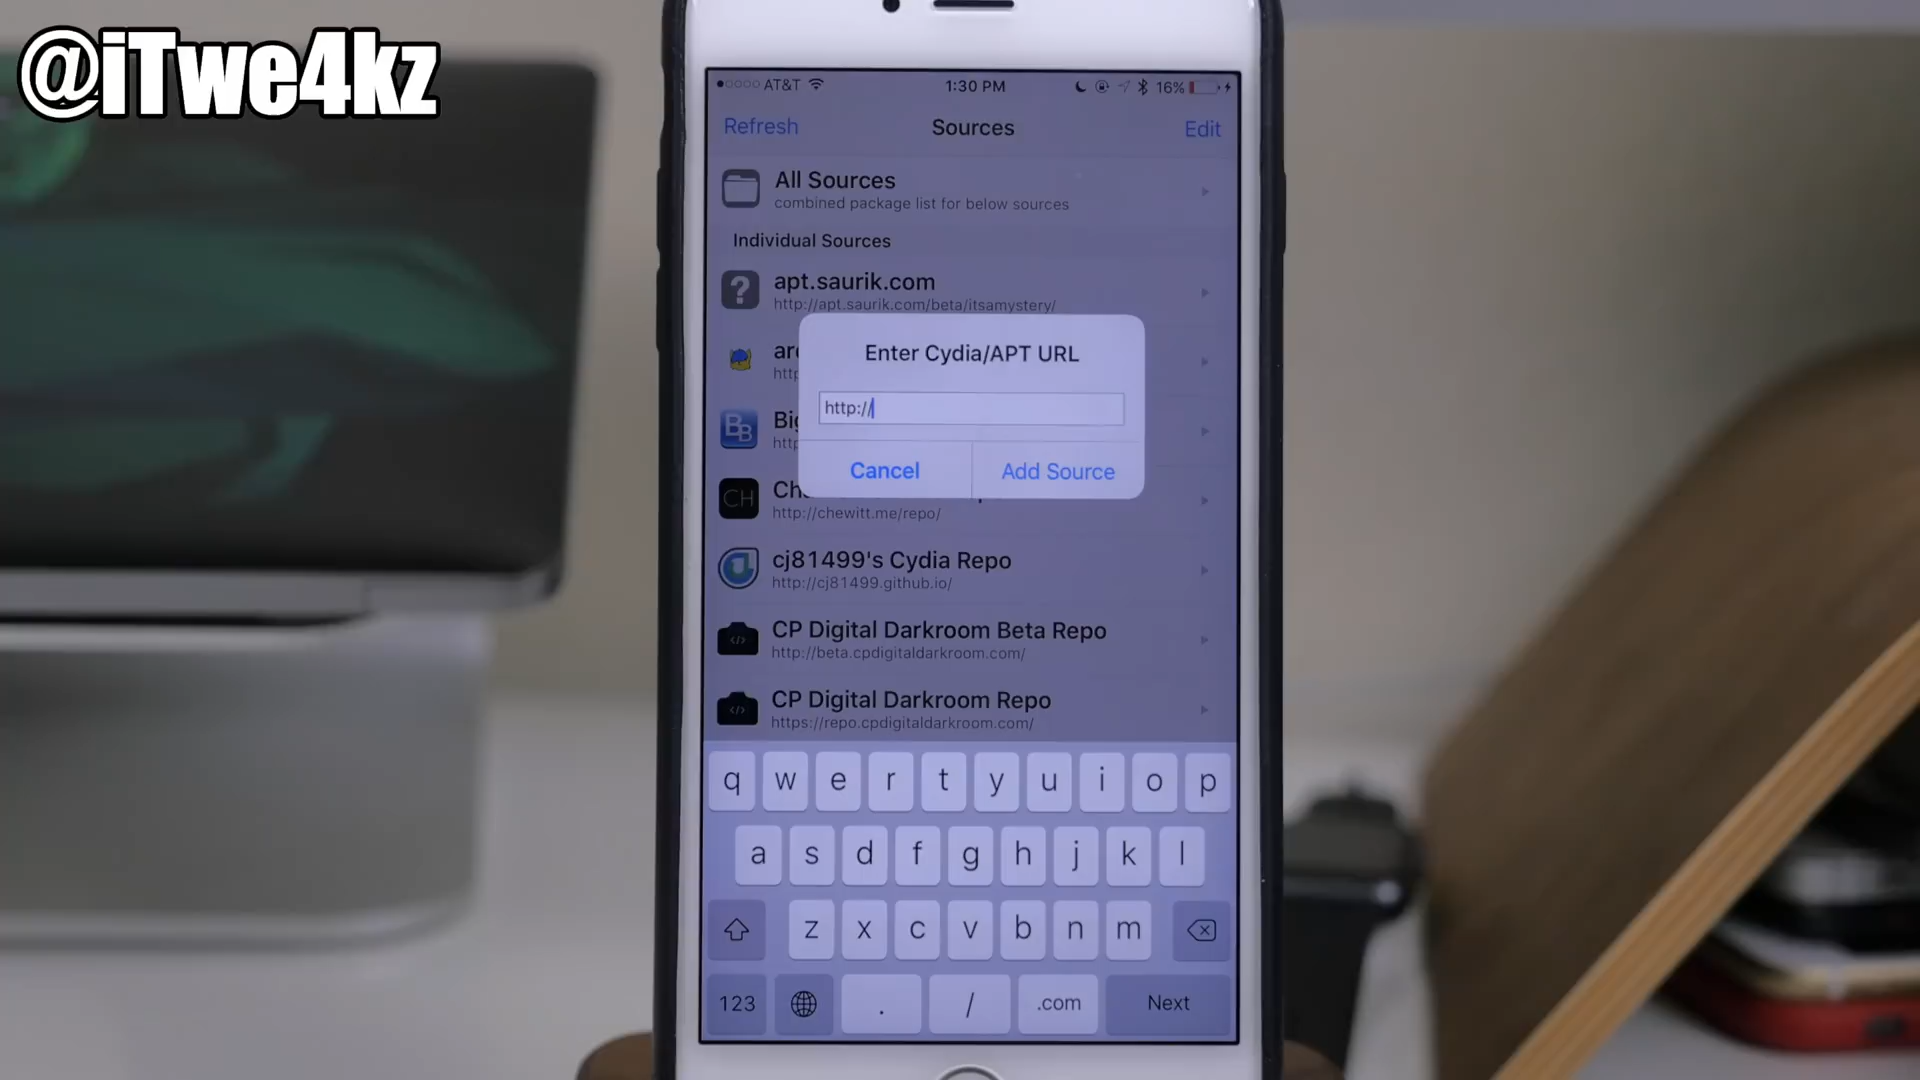 @iTwe4kz
AT&T 1:30 PM 16%
Refresh Sources Edit
All Sources
combined package list for below sources
Individual Sources
apt.saurik.com
http://apt.saurik.com/beta/itsamystery/
Enter Cydia/APT URL
http://
Cancel Add Source
CH
http://chewitt.me/repo/
cj81499's Cydia Repo
http://cj81499.github.io/
CP Digital Darkroom Beta Repo
http://beta.cpdigitaldarkroom.com/
CP Digital Darkroom Repo
https://repo.cpdigitaldarkroom.com/
q w e r t y u i o p
a s d f g h j k l
z x c v b n m
123 . / .com Next